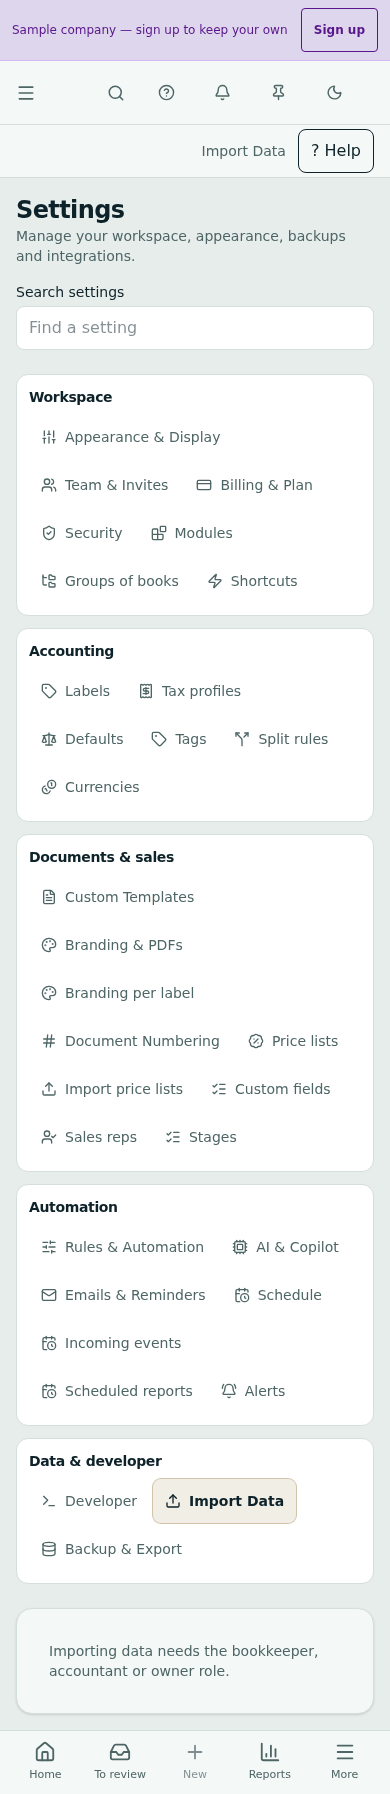 Sample company — sign up to keep your own Sign up
Import Data ? Help
Settings
Manage your workspace, appearance, backups
and integrations.
Search settings
Find a setting
Workspace
Appearance & Display
Team & Invites Billing & Plan
Security Modules
Groups of books Shortcuts
Accounting
Labels Tax profiles
Defaults Tags Split rules
Currencies
Documents & sales
Custom Templates
Branding & PDFs
Branding per label
Document Numbering Price lists
Import price lists Custom fields
Sales reps Stages
Automation
Rules & Automation AI & Copilot
Emails & Reminders Schedule
Incoming events
Scheduled reports Alerts
Data & developer
Developer Import Data
Backup & Export
Importing data needs the bookkeeper,
accountant or owner role.
Home To review New Reports More